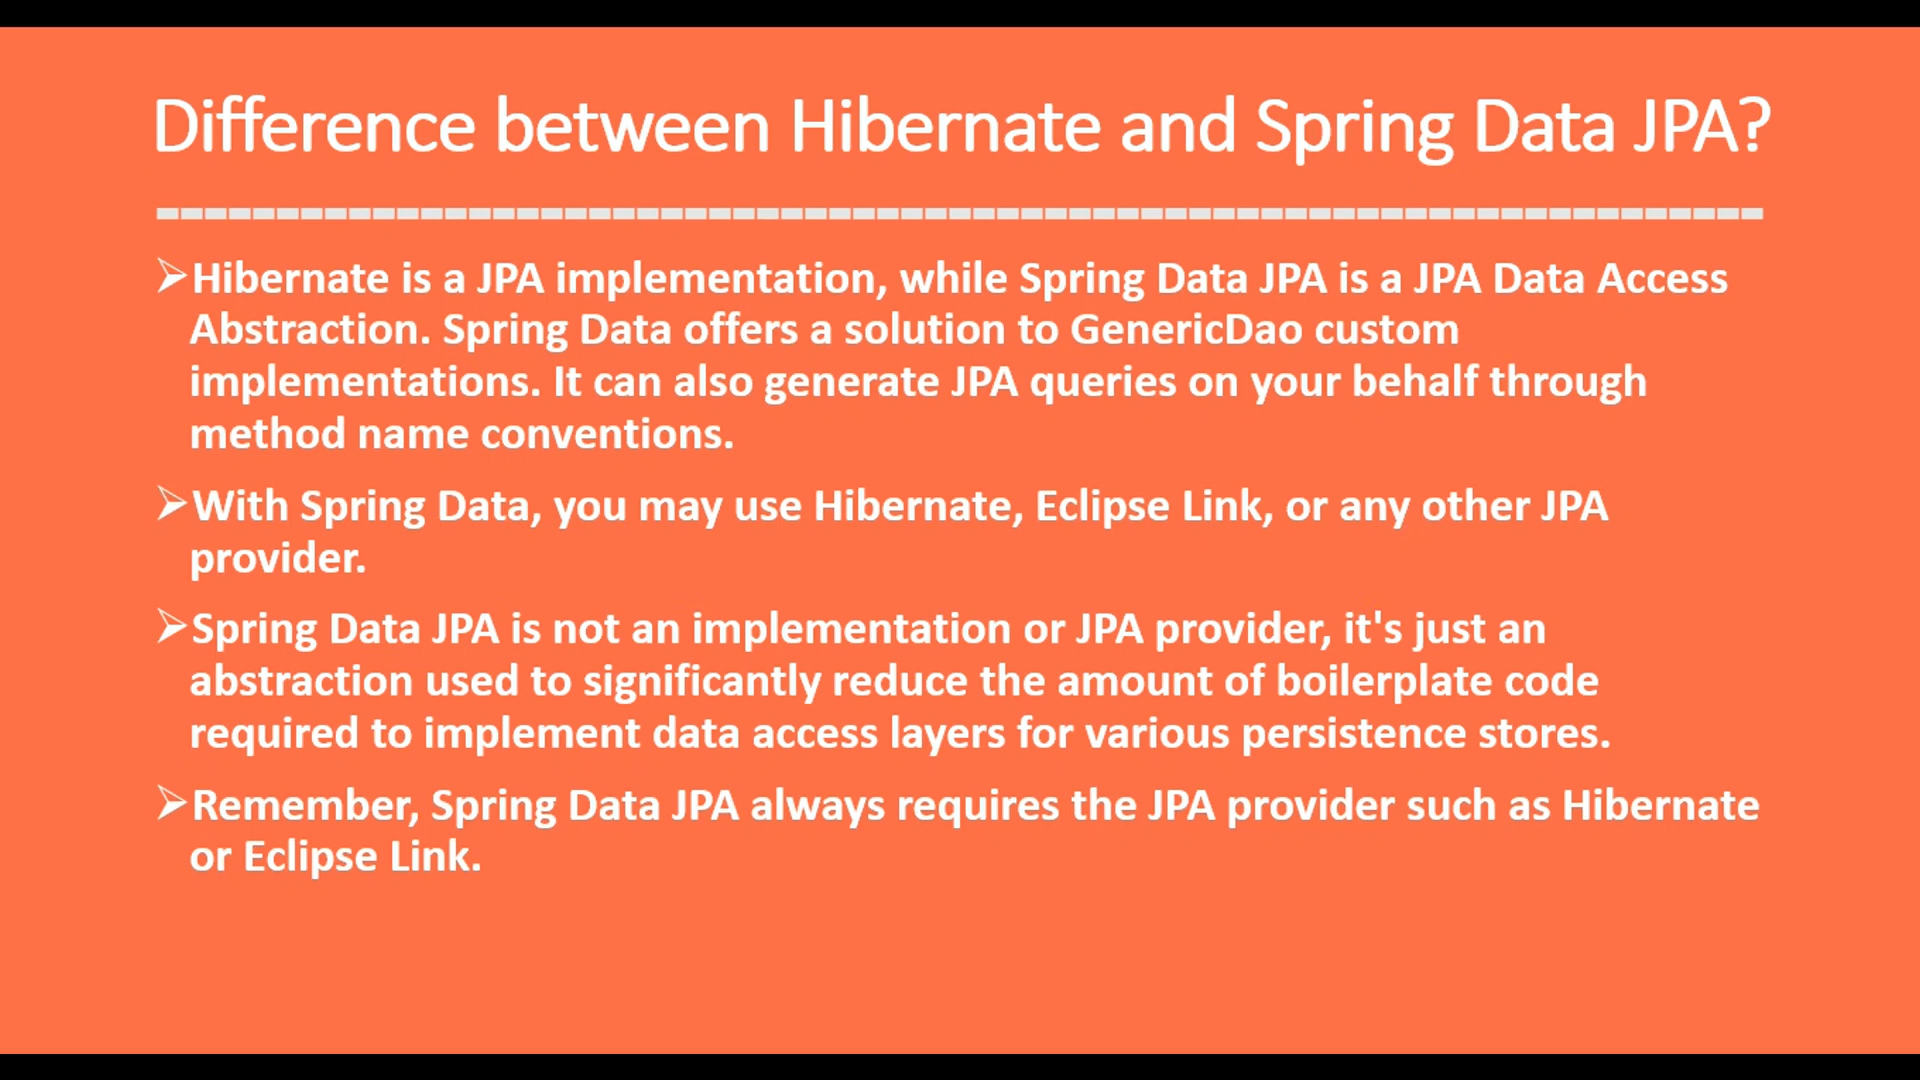 Difference between Hibernate and Spring Data JPA?
➢Hibernate is a JPA implementation, while Spring Data JPA is a JPA Data Access
Abstraction. Spring Data offers a solution to GenericDao custom
implementations. It can also generate JPA queries on your behalf through
method name conventions.
➢With Spring Data, you may use Hibernate, Eclipse Link, or any other JPA
provider.
➢Spring Data JPA is not an implementation or JPA provider, it's just an
abstraction used to significantly reduce the amount of boilerplate code
required to implement data access layers for various persistence stores.
➢Remember, Spring Data JPA always requires the JPA provider such as Hibernate
or Eclipse Link.